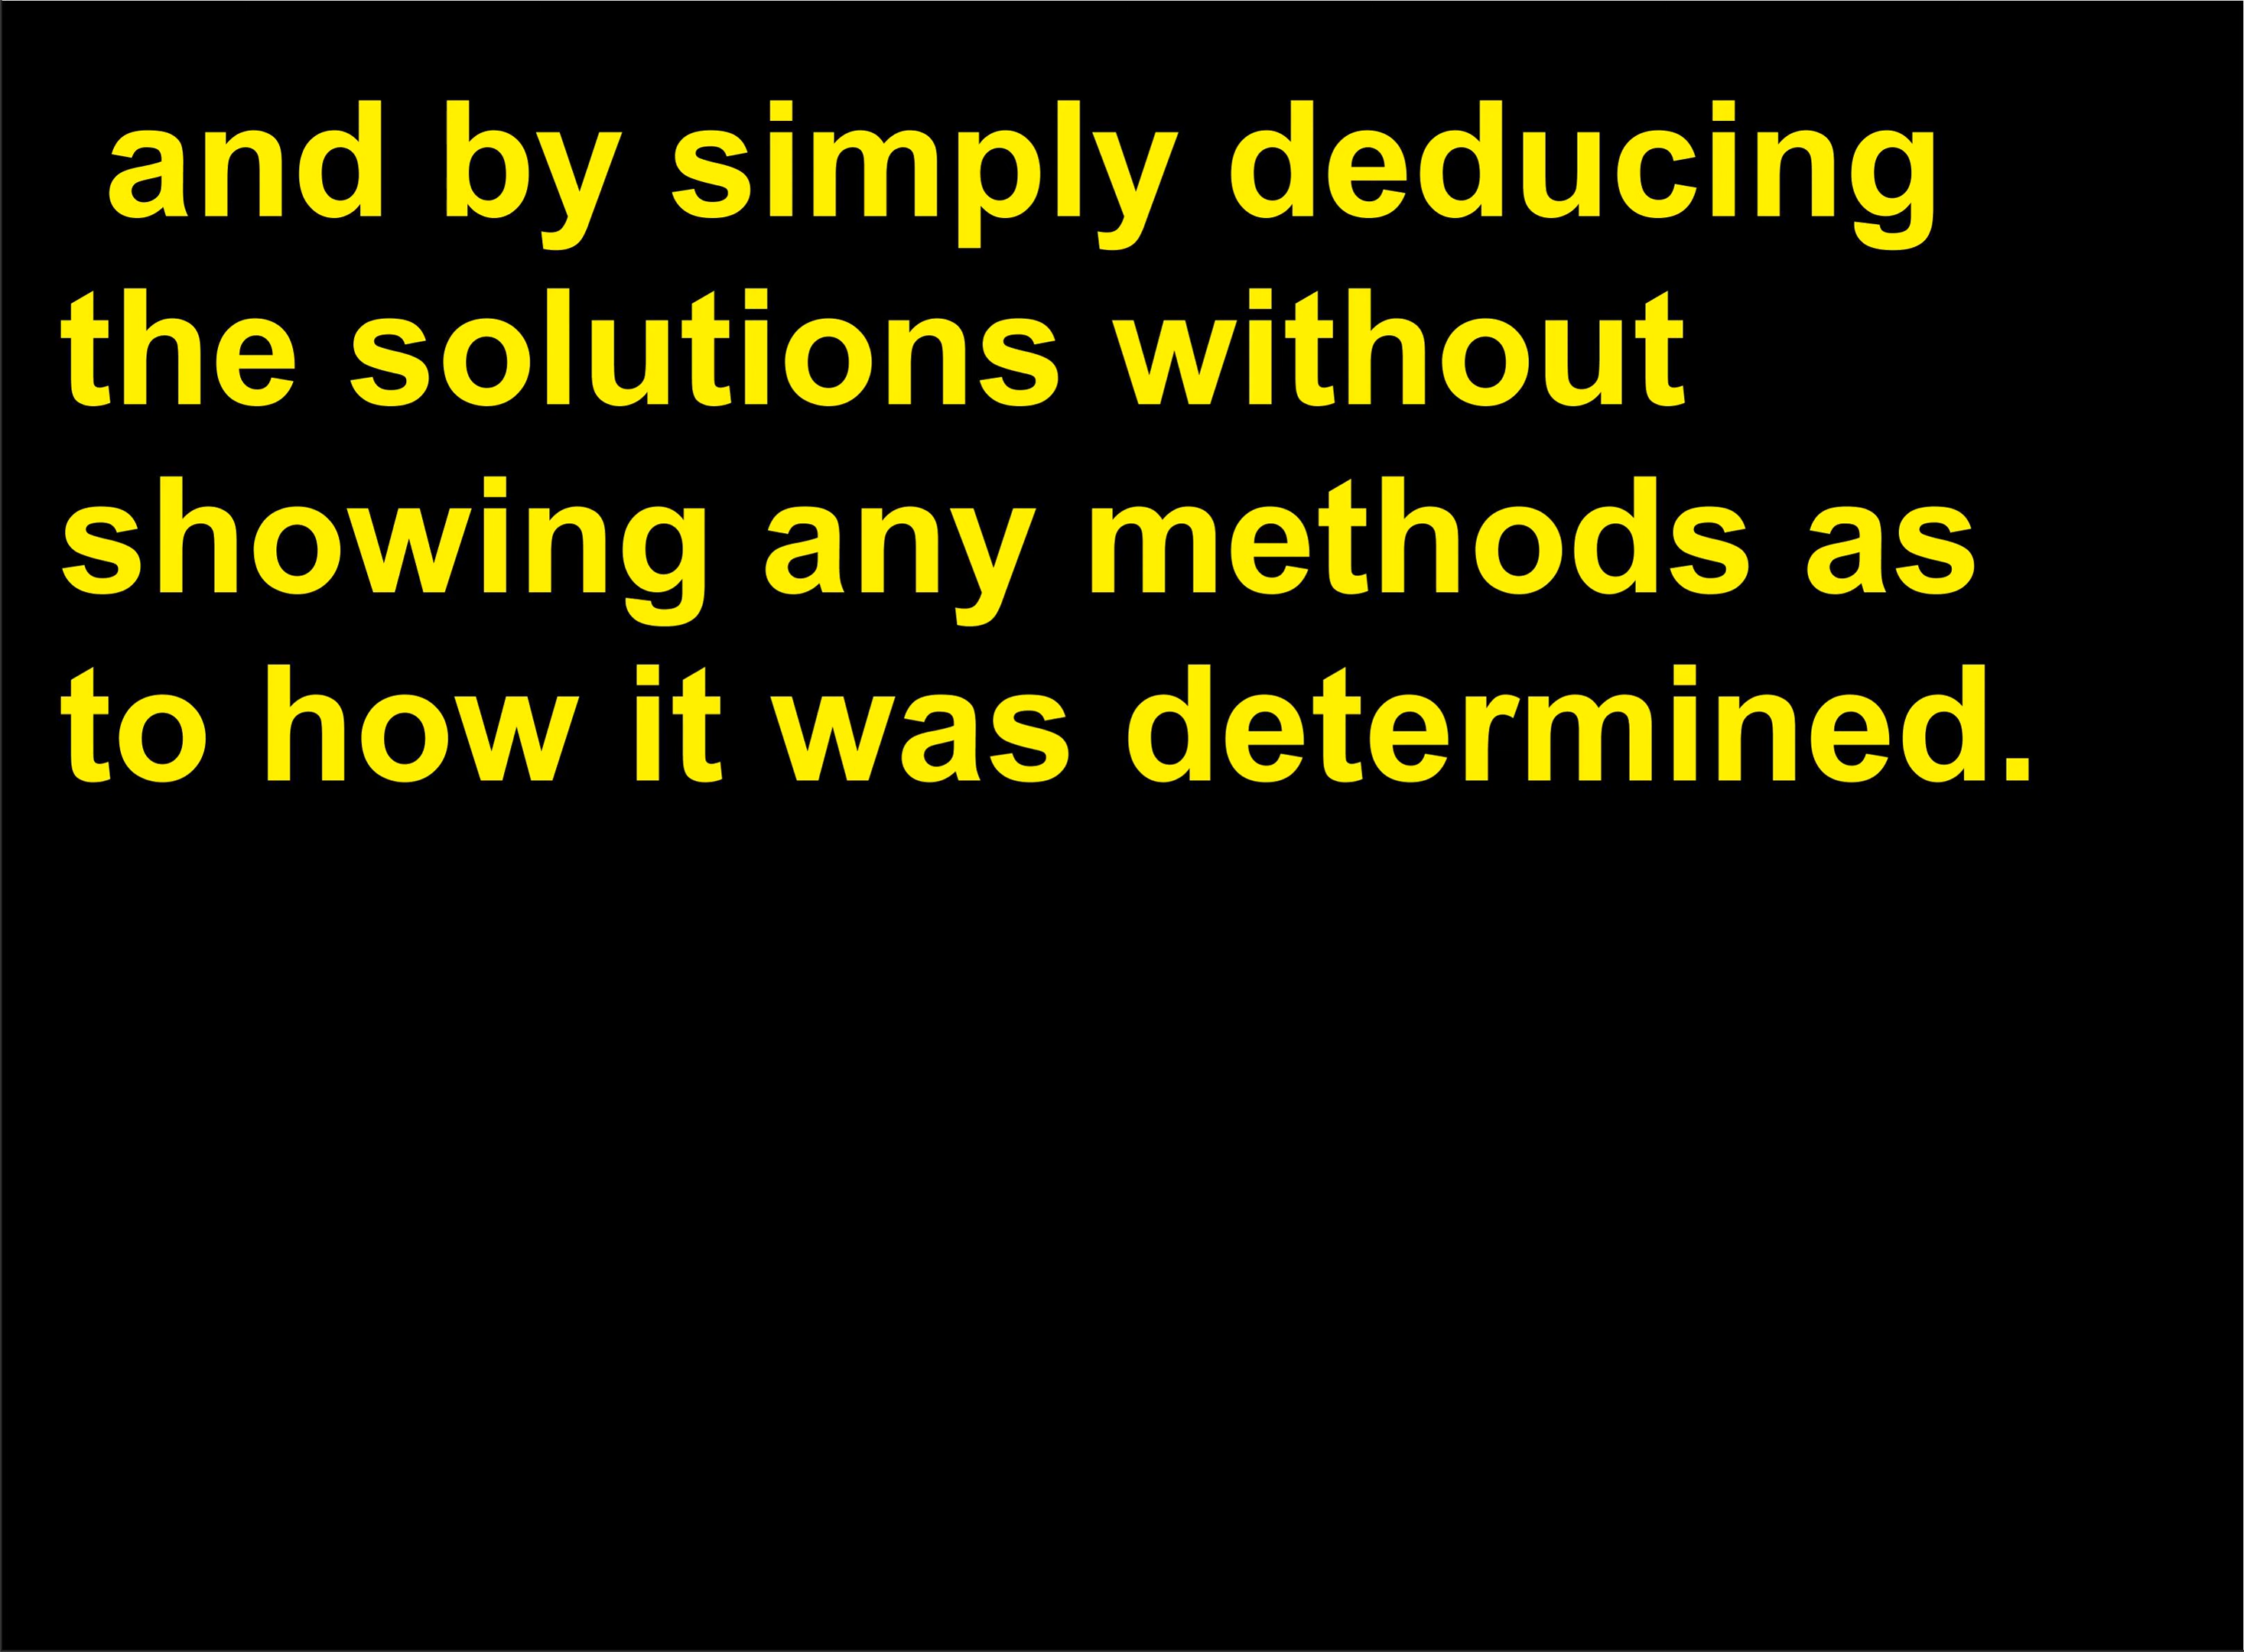 and by simply deducing
the solutions without
showing any methods as
to how it was determined.